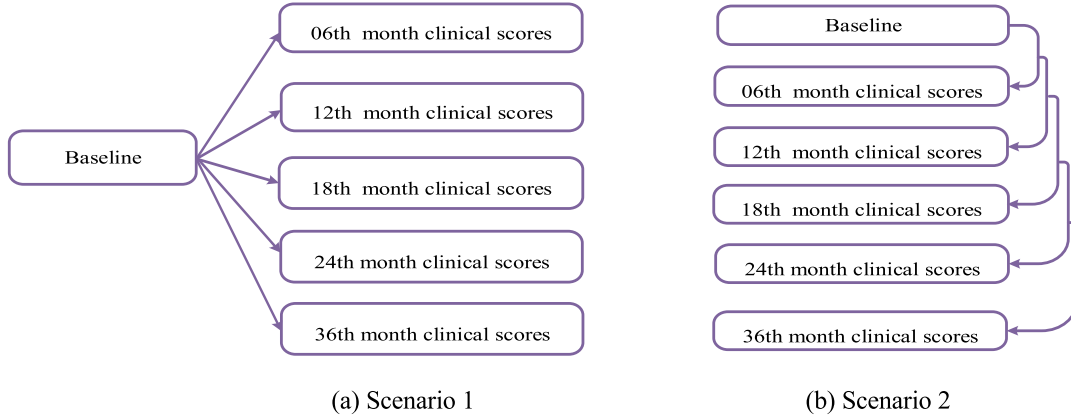 06th month clinical scores
12th month clinical scores
Baseline
18th month clinical scores
24th month clinical scores
36th month clinical scores
(a) Scenario 1
Baseline
06th month clinical scores
12th month clinical scores
18th month clinical scores
24th month clinical scores
36th month clinical scores
(b) Scenario 2